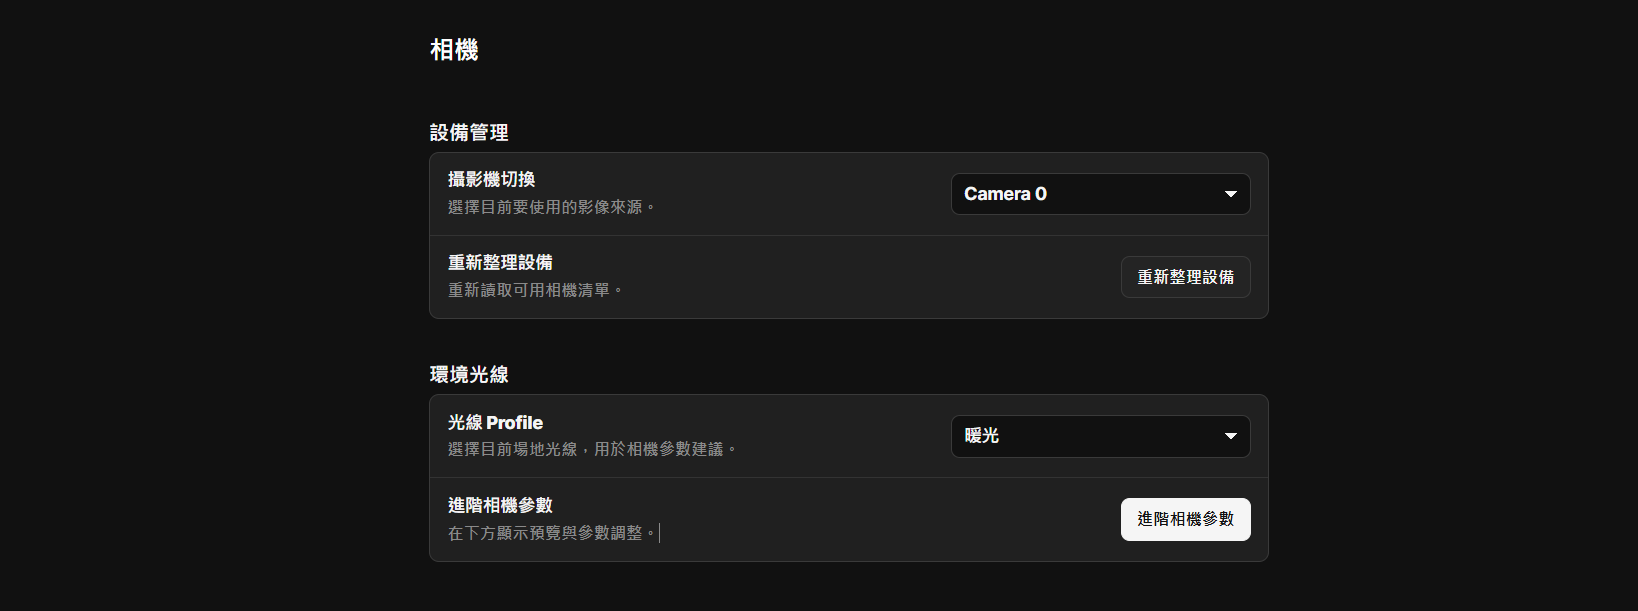 相機
設備管理
攝影機切換
選擇目前要使用的影像來源。
Camera 0
重新整理設備
重新讀取可用相機清單。
重新整理設備
環境光線
光線 Profile
選擇目前場地光線，用於相機參數建議。
暖光
進階相機參數
在下方顯示預覽與參數調整。
進階相機參數